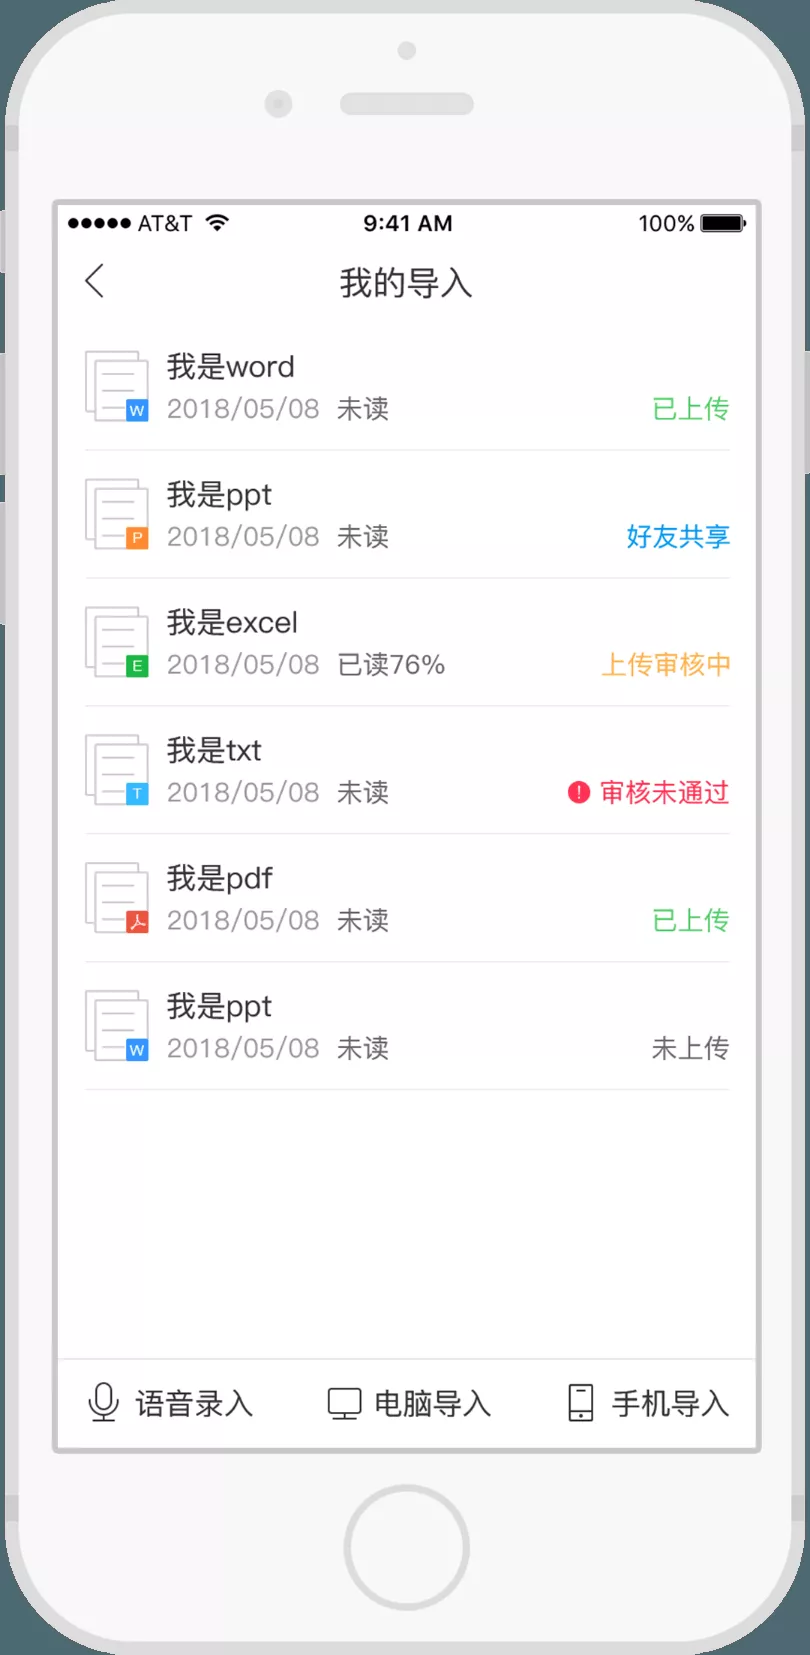 AT&T 9:41 AM 100%
我的导入
我是word
W 2018/05/08 未读 已上传
我是ppt
P 2018/05/08 未读 好友共享
我是excel
E 2018/05/08 已读76% 上传审核中
我是txt
T 2018/05/08 未读 ! 审核未通过
我是pdf
2018/05/08 未读 已上传
我是ppt
W 2018/05/08 未读 未上传
语音录入 电脑导入 手机导入